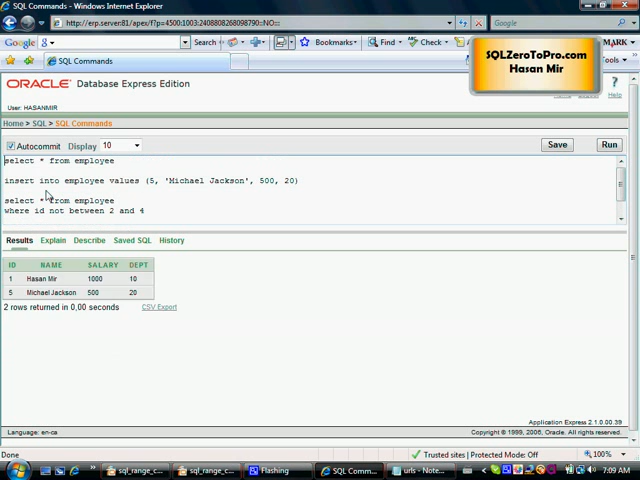 SQL Commands - Windows Internet Explorer
http://erp.server81/apex/f?p=4500:1003:2408808268098790::NO:::
Google
Google
Search
Bookmarks
Check
Find
MARK
SQLZeroToPro.com
Hasan Mir
SQL Commands
Tools
ORACLE Database Express Edition
Help
User: HASANMIR
Home > SQL > SQL Commands
Autocommit Display 10
Save Run
select * from employee
insert into employee values (5, 'Michael Jackson', 500, 20)
select * from employee
where id not between 2 and 4
Results Explain Describe Saved SQL History
ID NAME SALARY DEPT
1 Hasan Mir 1000 10
5 Michael Jackson 500 20
2 rows returned in 0,00 seconds CSV Export
Application Express 2.1.0.00.39
Language: en-ca Copyright © 1999, 2006, Oracle. All rights reserved.
Done Trusted sites | Protected Mode: Off 100%
sql_range_c... sql_range_c... Flashing SQL Comm... urls - Note... 7:09 AM